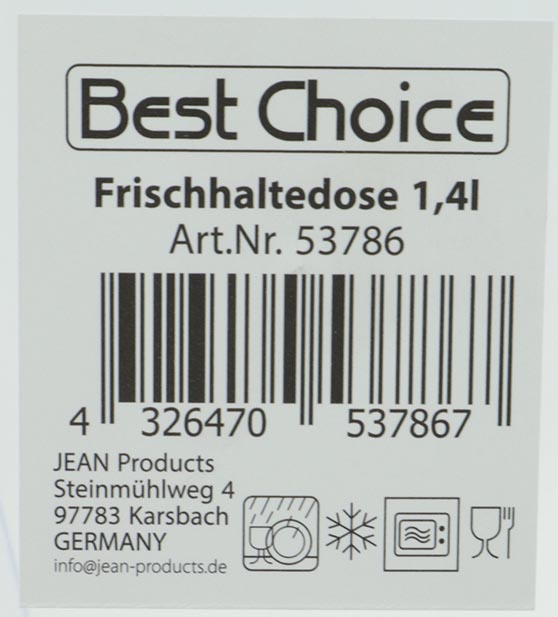 Best Choice
Frischhaltedose 1,4l
Art.Nr. 53786
4 326470 537867
JEAN Products
Steinmühlweg 4
97783 Karsbach
GERMANY
info@jean-products.de